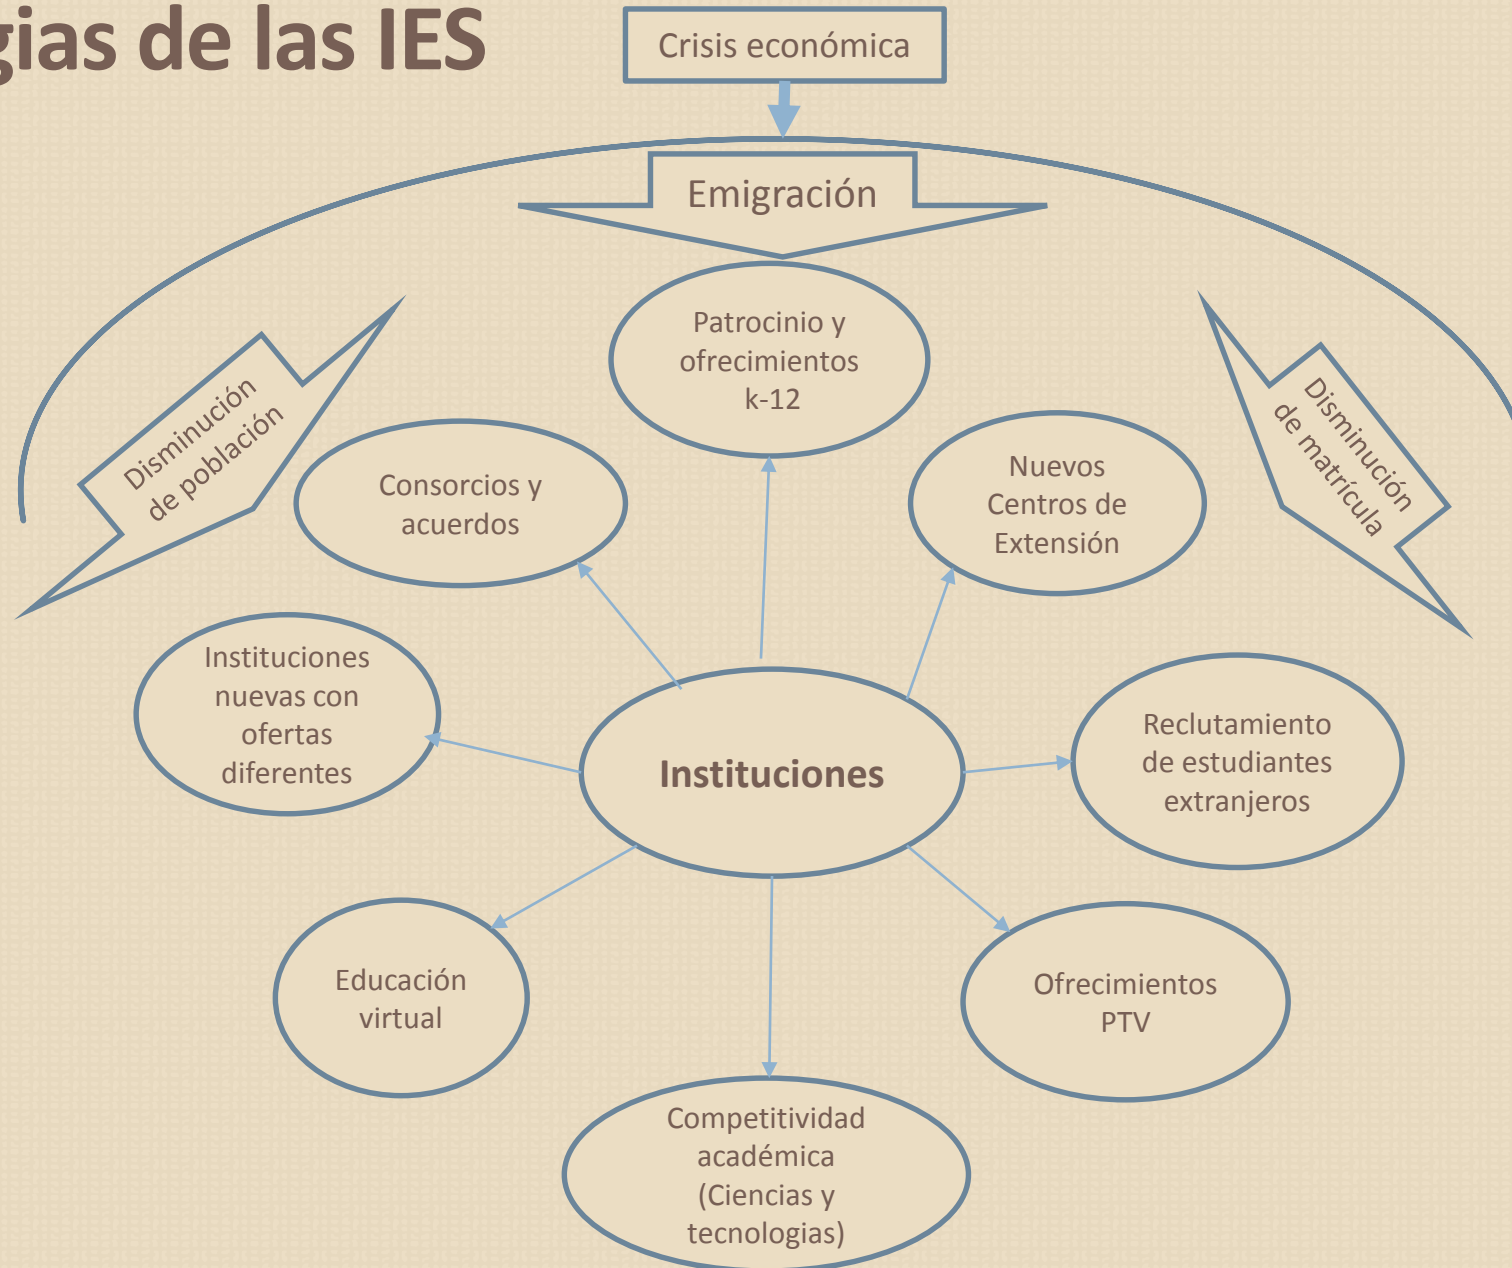 gias de las IES
Crisis económica
Emigración
Patrocinio y
ofrecimientos
k-12
Disminución
de población
Disminución
de matrícula
Consorcios y
acuerdos
Nuevos
Centros de
Extensión
Instituciones
nuevas con
ofertas
diferentes
Instituciones
Reclutamiento
de estudiantes
extranjeros
Educación
virtual
Ofrecimientos
PTV
Competitividad
académica
(Ciencias y
tecnologias)